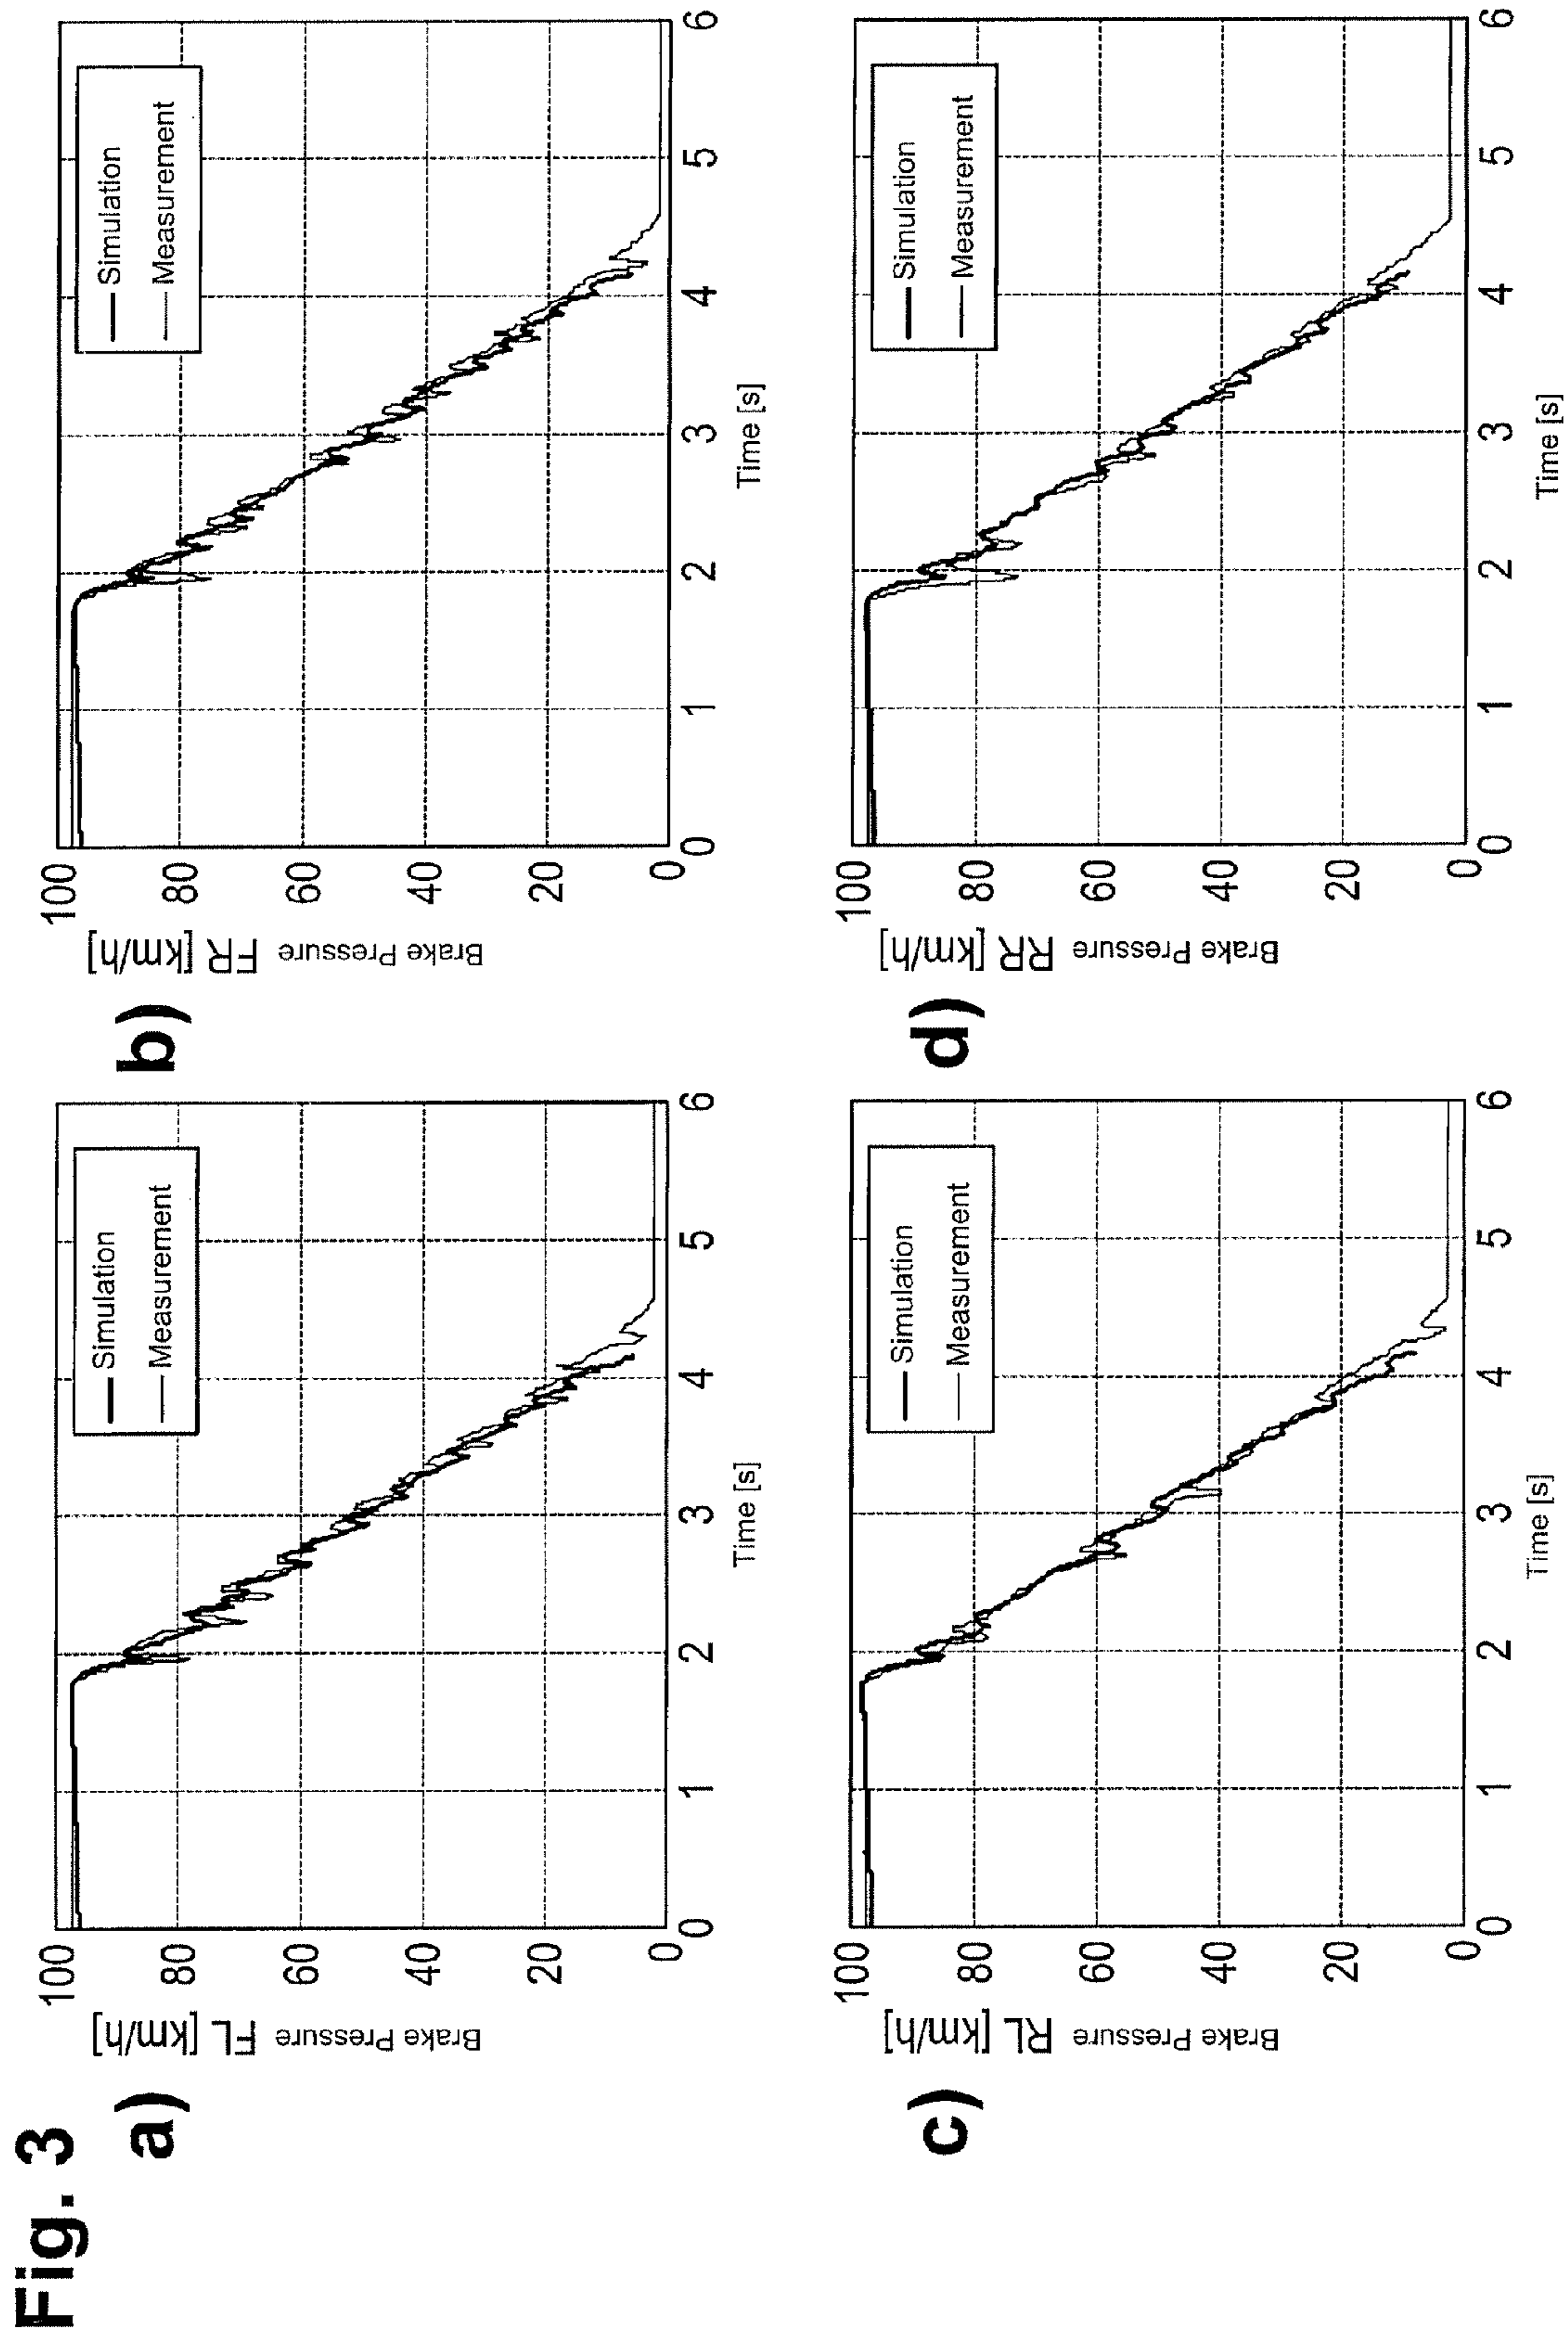 Fig. 3
a)
Brake Pressure FL [km/h]
100
80
60
40
20
0
0 1 2 3 4 5 6
Time [s]
Simulation
Measurement
b)
Brake Pressure FR [km/h]
100
80
60
40
20
0
0 1 2 3 4 5 6
Time [s]
Simulation
Measurement
c)
Brake Pressure RL [km/h]
100
80
60
40
20
0
0 1 2 3 4 5 6
Time [s]
Simulation
Measurement
d)
Brake Pressure RR [km/h]
100
80
60
40
20
0
0 1 2 3 4 5 6
Time [s]
Simulation
Measurement